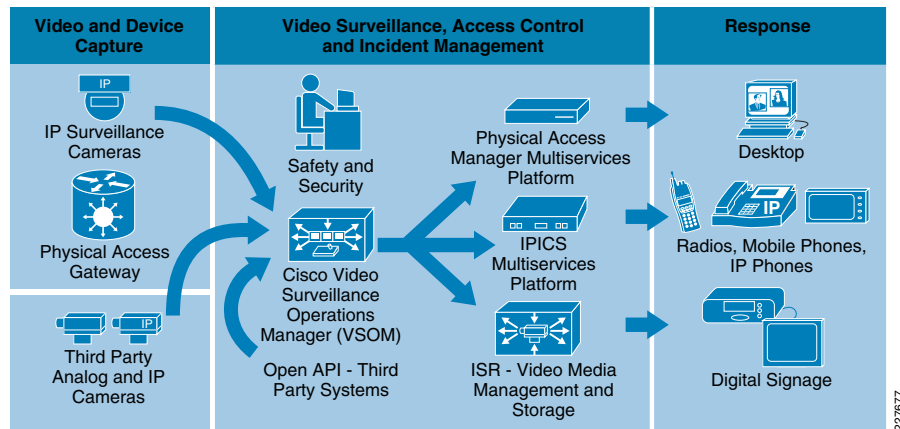 Video and Device
Capture
Video Surveillance, Access Control
and Incident Management
Response
IP
IP Surveillance
Cameras
Physical Access
Gateway
IP
Third Party
Analog and IP
Cameras
Safety and
Security
Cisco Video
Surveillance
Operations
Manager (VSOM)
Open API - Third
Party Systems
Physical Access
Manager Multiservices
Platform
IPICS
Multiservices
Platform
ISR - Video Media
Management and
Storage
Desktop
IP
Radios, Mobile Phones,
IP Phones
Digital Signage
227677